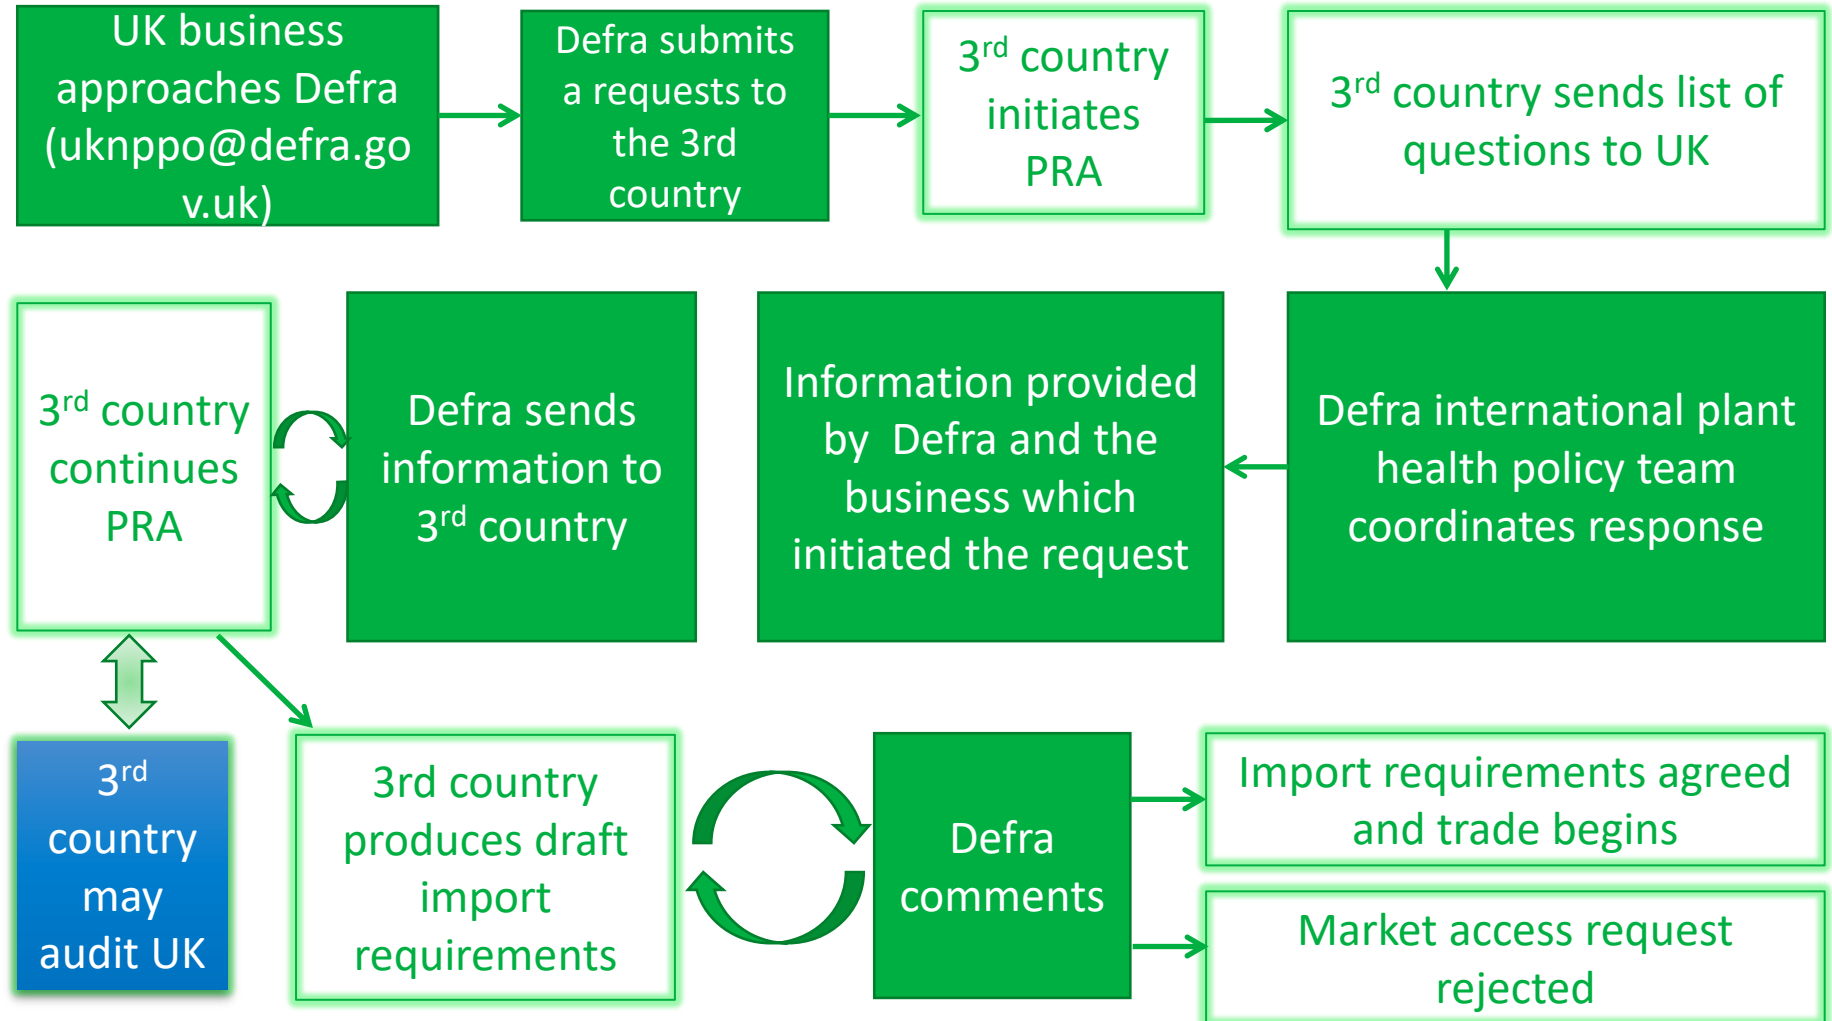 UK business
approaches Defra
(uknppo@defra.go
v.uk)
Defra submits
a requests to
the 3rd
country
3rd country
initiates
PRA
3rd country sends list of
questions to UK
3rd country
continues
PRA
Defra sends
information to
3rd country
Information provided
by Defra and the
business which
initiated the request
Defra international plant
health policy team
coordinates response
3rd
country
may
audit UK
3rd country
produces draft
import
requirements
Defra
comments
Import requirements agreed
and trade begins
Market access request
rejected